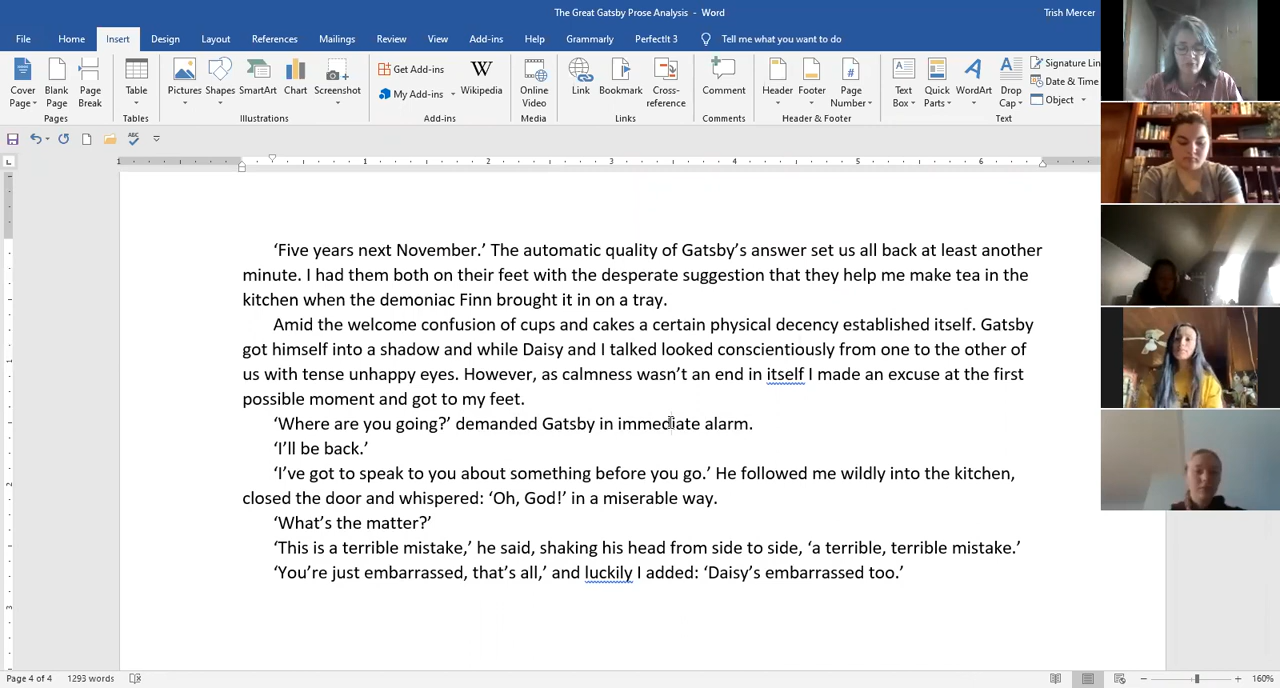 The Great Gatsby Prose Analysis - Word
Trish Mercer
File Home Insert Design Layout References Mailings Review View Add-ins Help Grammarly PerfectIt 3 Tell me what you want to do
Cover Page Blank Page Page Break Table Pictures Shapes SmartArt Chart Screenshot Get Add-ins My Add-ins Wikipedia Online Video Link Bookmark Cross-reference Comment Header Footer Page Number Text Box Quick Parts WordArt Drop Cap Signature Lin Date & Time Object
Pages Tables Illustrations Add-ins Media Links Comments Header & Footer Text
1 1 2 3 4 5 6
‘Five years next November.’ The automatic quality of Gatsby’s answer set us all back at least another
minute. I had them both on their feet with the desperate suggestion that they help me make tea in the
kitchen when the demoniac Finn brought it in on a tray.
Amid the welcome confusion of cups and cakes a certain physical decency established itself. Gatsby
got himself into a shadow and while Daisy and I talked looked conscientiously from one to the other of
us with tense unhappy eyes. However, as calmness wasn’t an end in itself I made an excuse at the first
possible moment and got to my feet.
‘Where are you going?’ demanded Gatsby in immediate alarm.
‘I’ll be back.’
‘I’ve got to speak to you about something before you go.’ He followed me wildly into the kitchen,
closed the door and whispered: ‘Oh, God!’ in a miserable way.
‘What’s the matter?’
‘This is a terrible mistake,’ he said, shaking his head from side to side, ‘a terrible, terrible mistake.’
‘You’re just embarrassed, that’s all,’ and luckily I added: ‘Daisy’s embarrassed too.’
Page 4 of 4 1293 words 160%